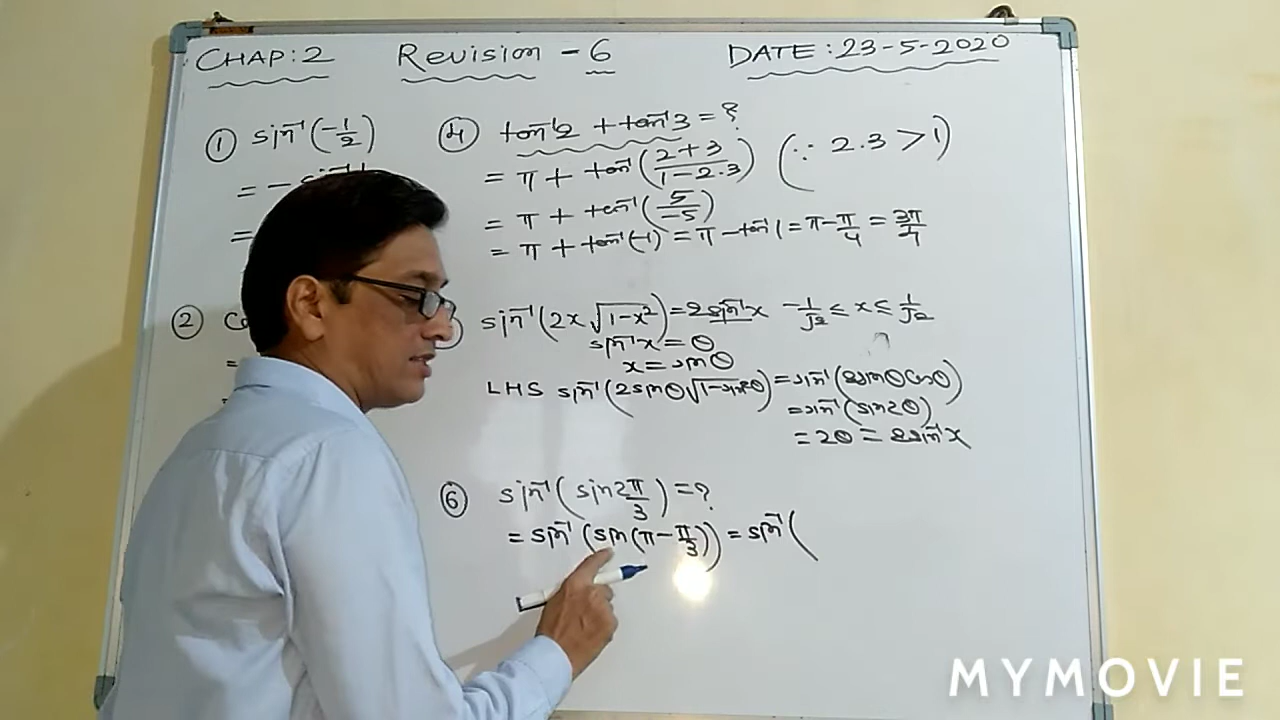 CHAP:2 Revision - 6 DATE: 23-5-2020
① sin⁻¹(-1/2)
= -sin⁻¹
=
②
=
④ tan⁻¹2 + tan⁻¹3 = ?
= π + tan⁻¹(2+3/1-2.3) (∵ 2.3 > 1)
= π + tan⁻¹(5/-5)
= π + tan⁻¹(-1) = π - tan⁻¹1 = π - π/4 = 3π/4
sin⁻¹(2x√1-x²) = 2sin⁻¹x -1/√2 ≤ x ≤ 1/√2
sin⁻¹x = θ
x = sinθ
LHS sin⁻¹(2sinθ√1-sin²θ) = sin⁻¹(2sinθcosθ)
= sin⁻¹(sin2θ)
= 2θ = 2sin⁻¹x
⑥ sin⁻¹(sin2π/3) = ?
= sin⁻¹(sin(π-π/3)) = sin⁻¹(
MYMOVIE